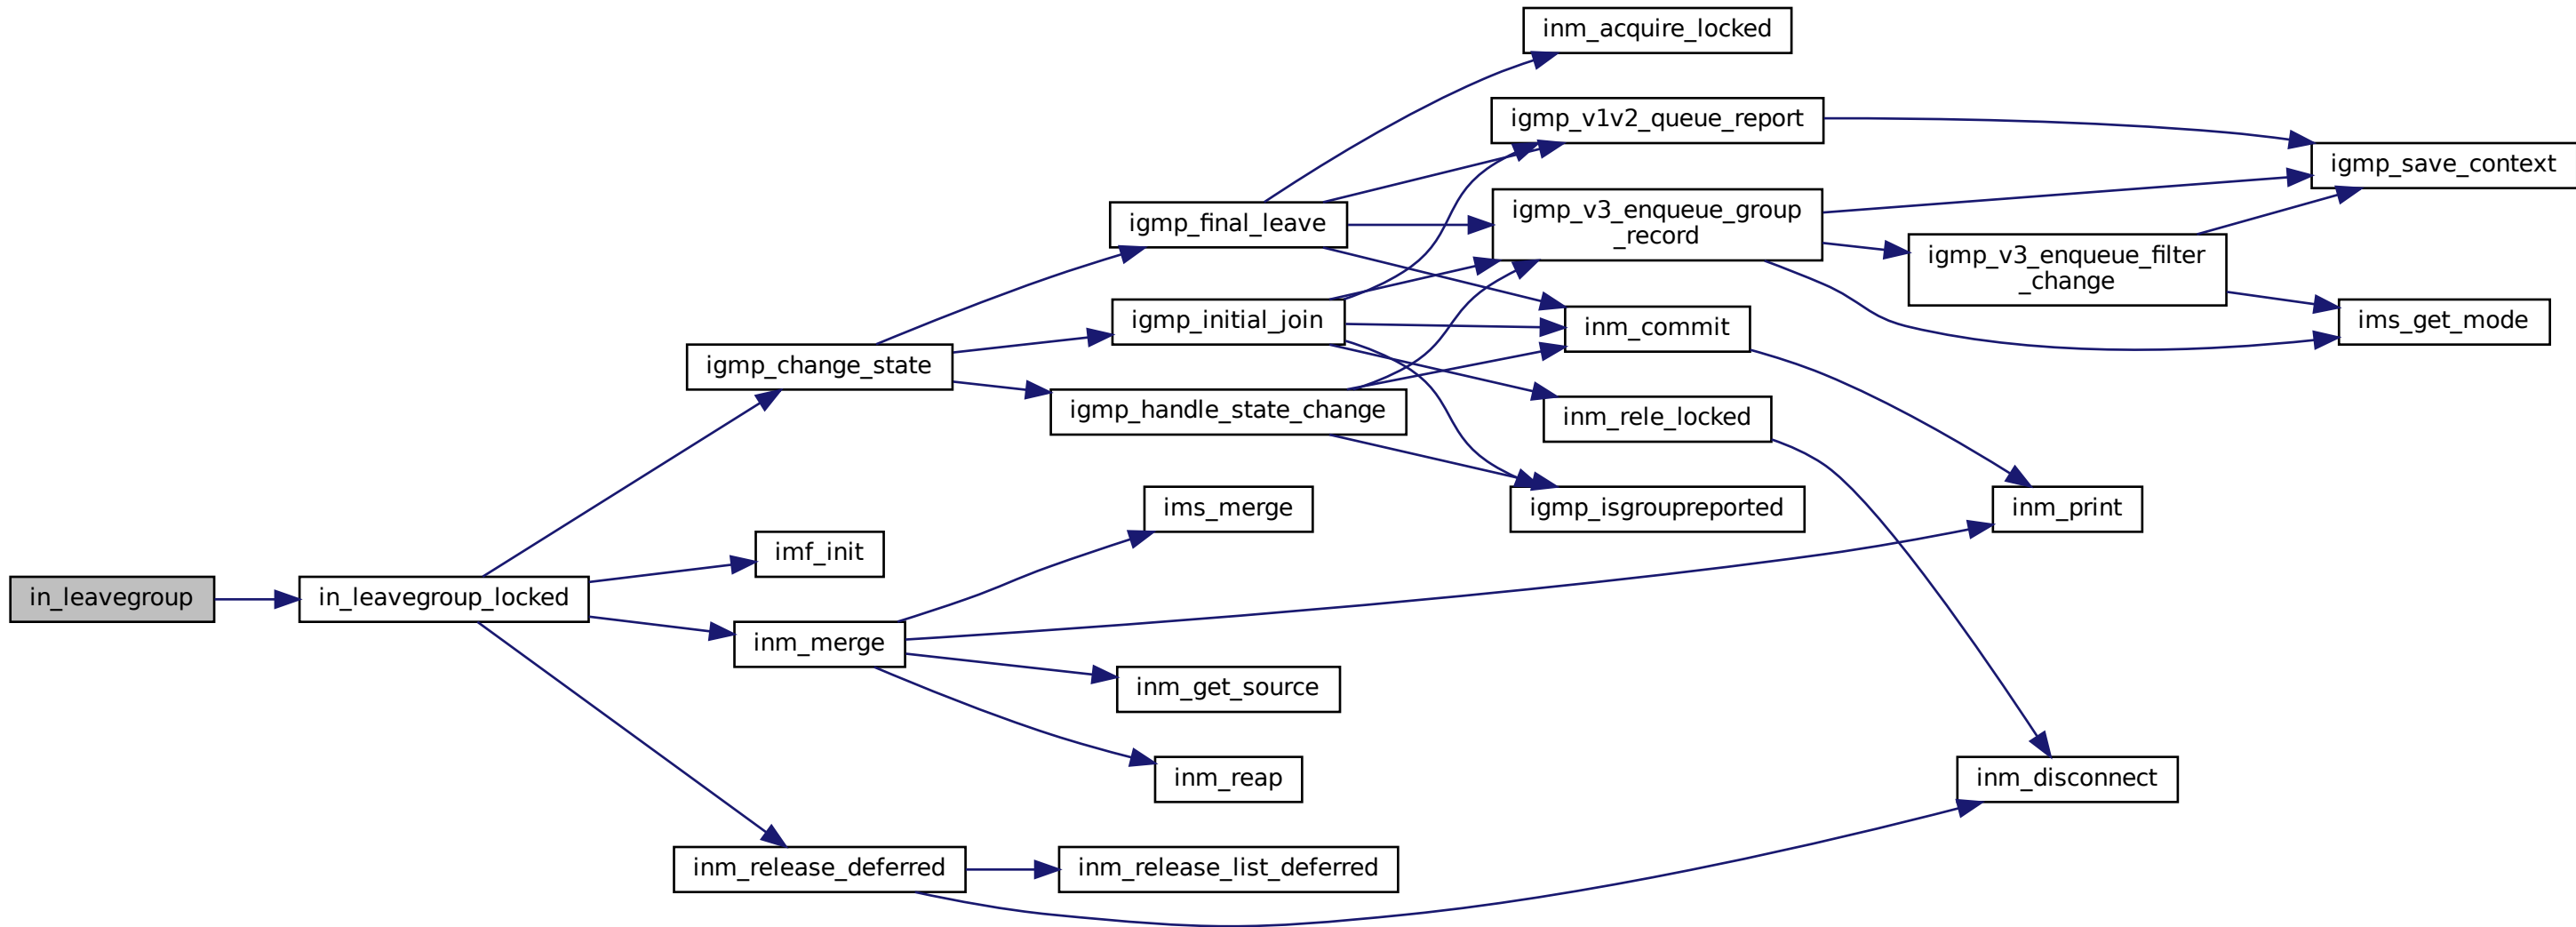 inm_acquire_locked
igmp_v1v2_queue_report
igmp_save_context
igmp_final_leave
igmp_v3_enqueue_group
_record
igmp_v3_enqueue_filter
_change
igmp_initial_join
inm_commit
ims_get_mode
igmp_change_state
igmp_handle_state_change
inm_rele_locked
ims_merge
igmp_isgroupreported
inm_print
imf_init
in_leavegroup
in_leavegroup_locked
inm_merge
inm_get_source
inm_reap
inm_disconnect
inm_release_deferred
inm_release_list_deferred